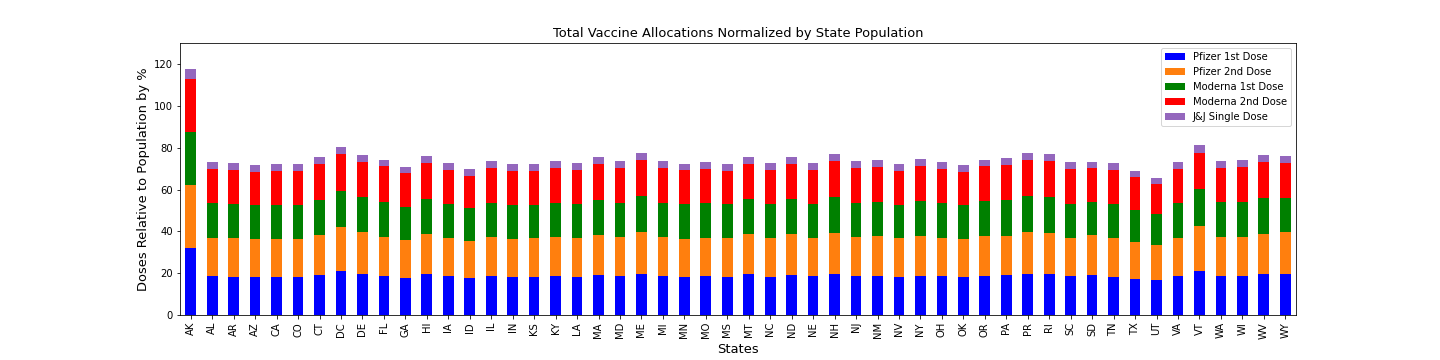 Total Vaccine Allocations Normalized by State Population
Doses Relative to Population by %
120
100
80
60
40
20
0
Pfizer 1st Dose
Pfizer 2nd Dose
Moderna 1st Dose
Moderna 2nd Dose
J&J Single Dose
AK AL AR AZ CA CO CT DC DE FL GA HI IA ID IL IN KS KY LA MA MD ME MI MN MO MS MT NC ND NE NH NJ NM NV NY OH OK OR PA PR RI SC SD TN TX UT VA VT WA WI WV WY
States